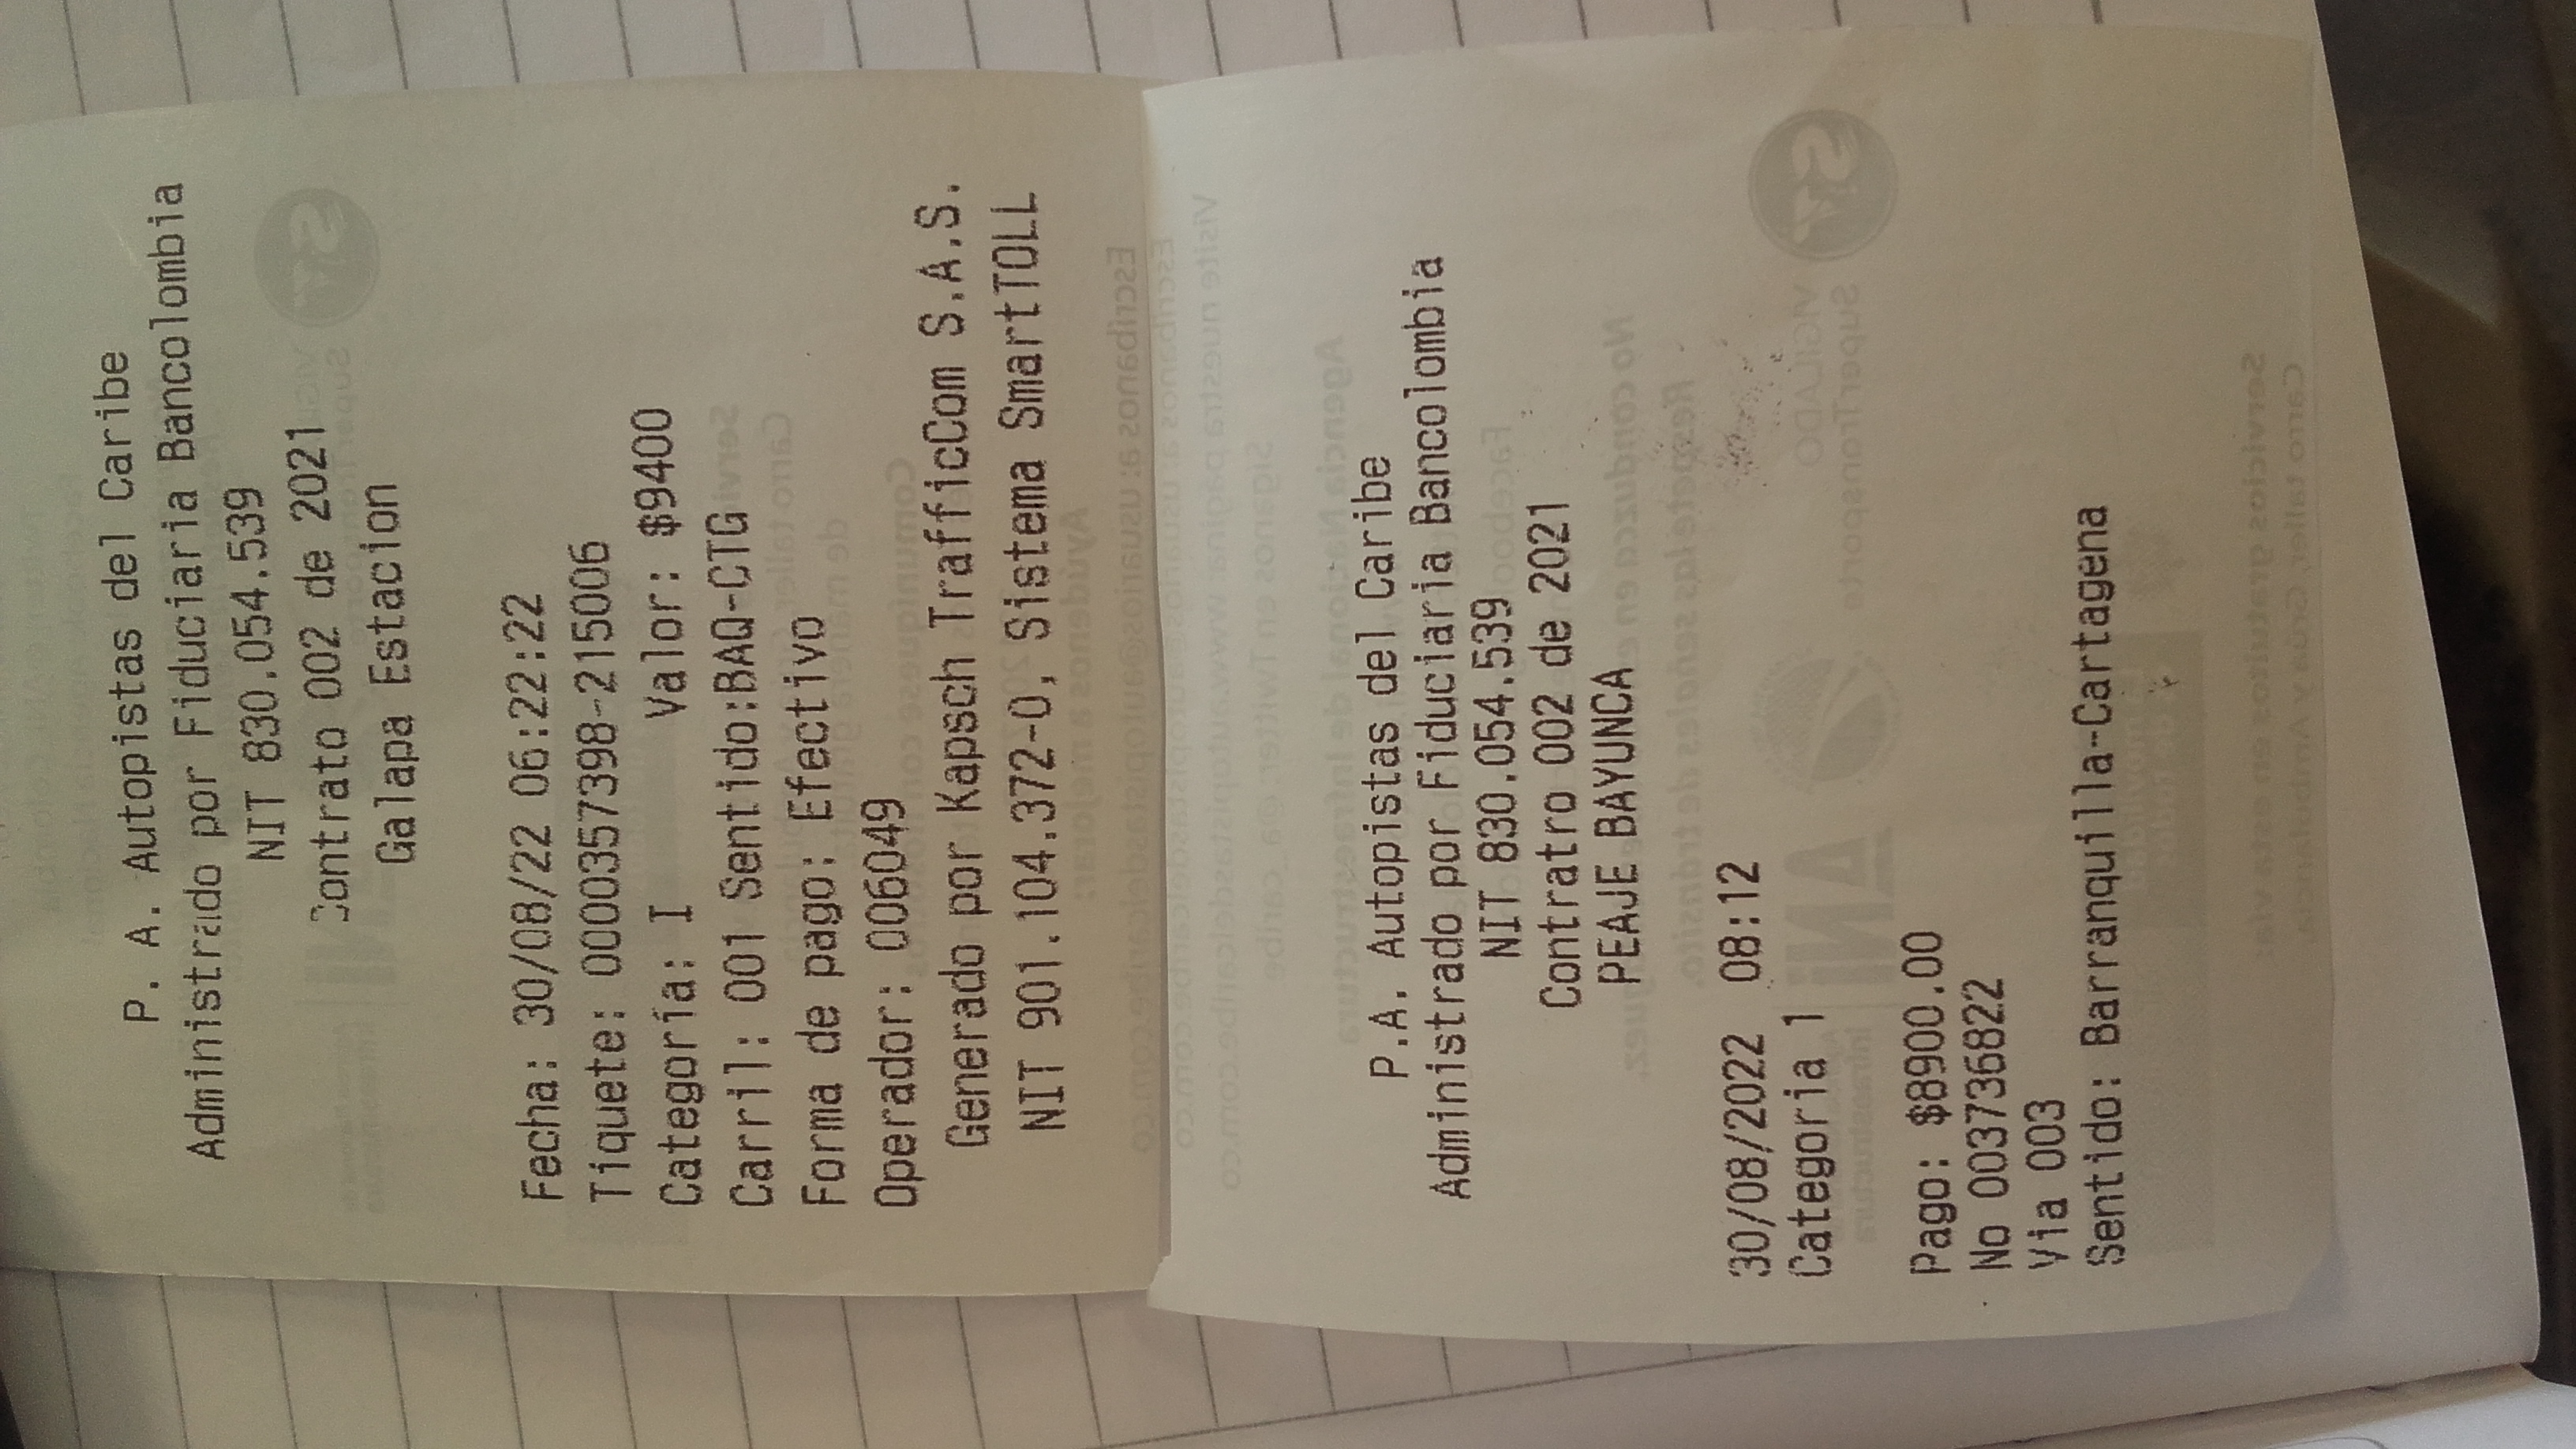 P. A. Autopistas del Caribe
Administrado por Fiduciaria Bancolombia
NIT 830.054.539
Contrato 002 de 2021
Galapa Estacion
Fecha: 30/08/22 06:22:22
Tiquete: 0000357398-215006
Categoría: I Valor: $9400
Carril: 001 Sentido:BAQ-CTG
Forma de pago: Efectivo
Operador: 006049
Generado por Kapsch TrafficCom S.A.S.
NIT 901.104.372-0, Sistema SmartTOLL
P.A. Autopistas del Caribe
Administrado por Fiduciaria Bancolombia
NIT 830.054.539
Contratro 002 de 2021
PEAJE BAYUNCA
30/08/2022 08:12
Categoria 1
Pago: $8900.00
No 003736822
Via 003
Sentido: Barranquilla-Cartagena